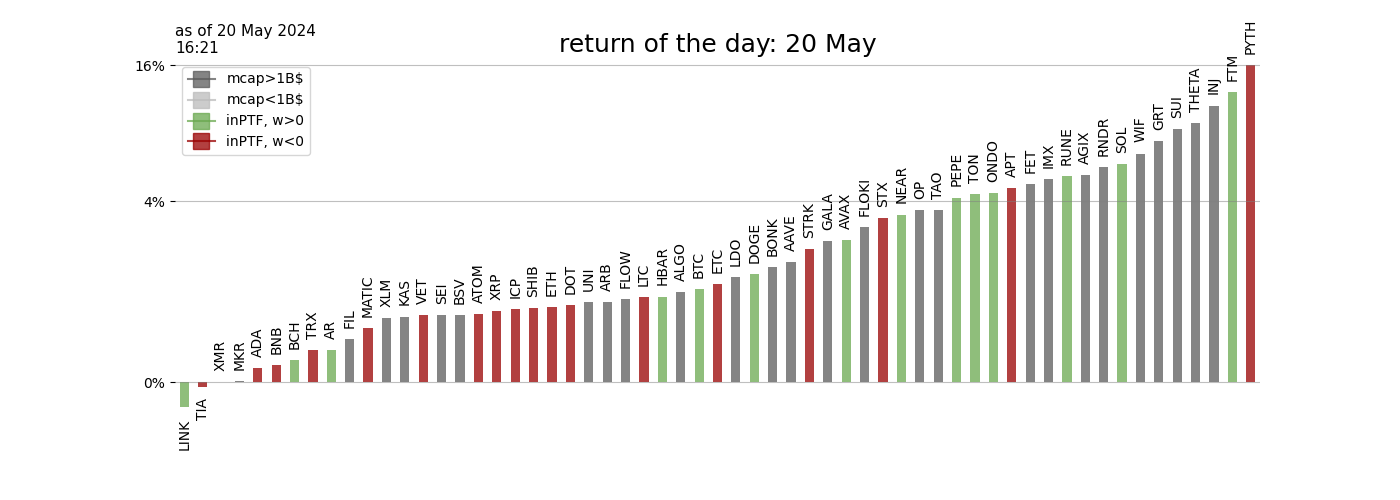 as of 20 May 2024
16:21
return of the day: 20 May
16%
4%
0%
mcap>1B$
mcap<1B$
inPTF, w>0
inPTF, w<0
LINK
TIA
XMR
MKR
ADA
BNB
BCH
TRX
AR
FIL
MATIC
XLM
KAS
VET
SEI
BSV
ATOM
XRP
ICP
SHIB
ETH
DOT
UNI
ARB
FLOW
LTC
HBAR
ALGO
BTC
ETC
LDO
DOGE
BONK
AAVE
STRK
GALA
AVAX
FLOKI
STX
NEAR
OP
TAO
PEPE
TON
ONDO
APT
FET
IMX
RUNE
AGIX
RNDR
SOL
WIF
GRT
SUI
THETA
INJ
FTM
PYTH